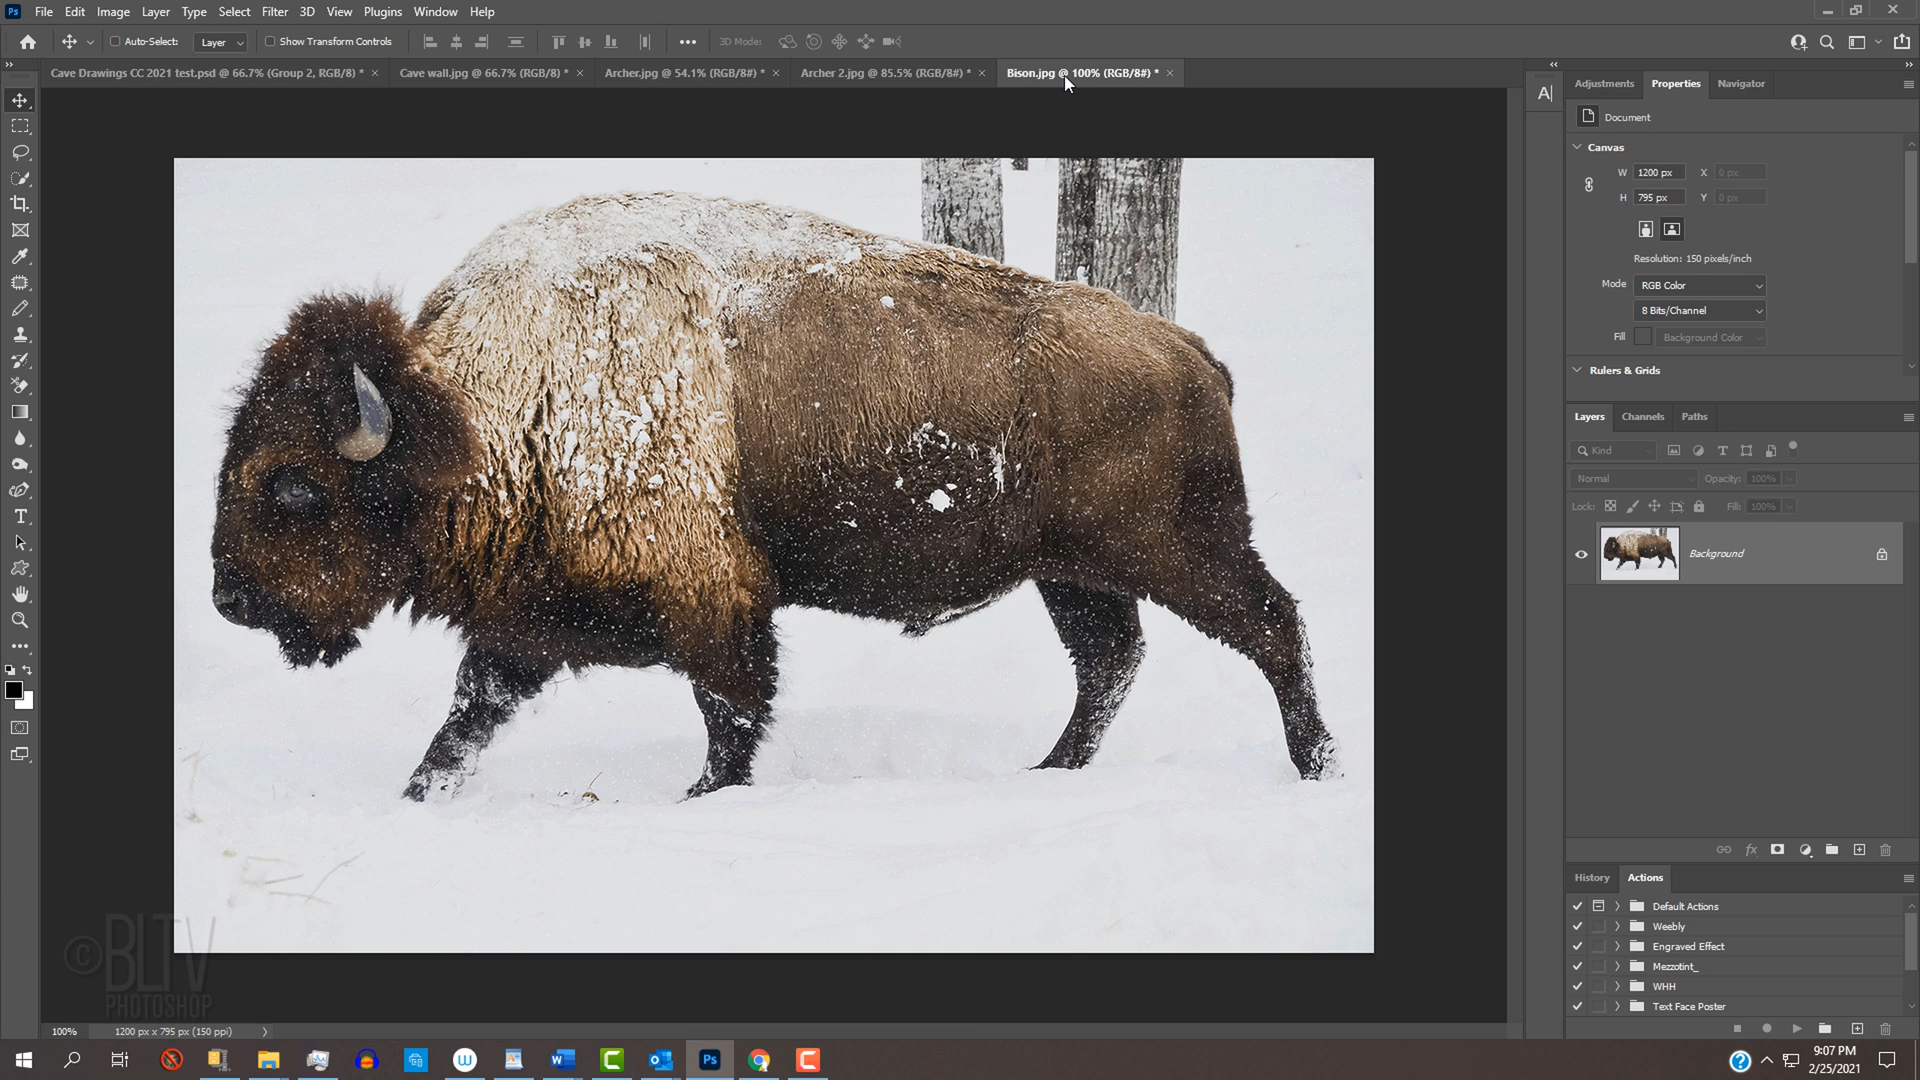 Ps File Edit Image Layer Type Select Filter 3D View Plugins Window Help
Auto-Select: Layer Show Transform Controls 3D Mode:
Cave Drawings CC 2021 test.psd @ 66.7% (Group 2, RGB/8) * Cave wall.jpg @ 66.7% (RGB/8) * Archer.jpg @ 54.1% (RGB/8#) * Archer 2.jpg @ 85.5% (RGB/8#) * Bison.jpg @ 100% (RGB/8#) *
Adjustments Properties Navigator
Document
Canvas
W 1200 px X 0 px
H 795 px Y 0 px
Resolution: 150 pixels/inch
Mode RGB Color
8 Bits/Channel
Fill Background Color
Rulers & Grids
Layers Channels Paths
Kind
Normal Opacity: 100%
Lock: Fill: 100%
Background
History Actions
Default Actions
Weebly
Engraved Effect
Mezzotint_
WHH
Text Face Poster
©BLTV
PHOTOSHOP
100% 1200 px x 795 px (150 ppi)
9:07 PM
2/25/2021